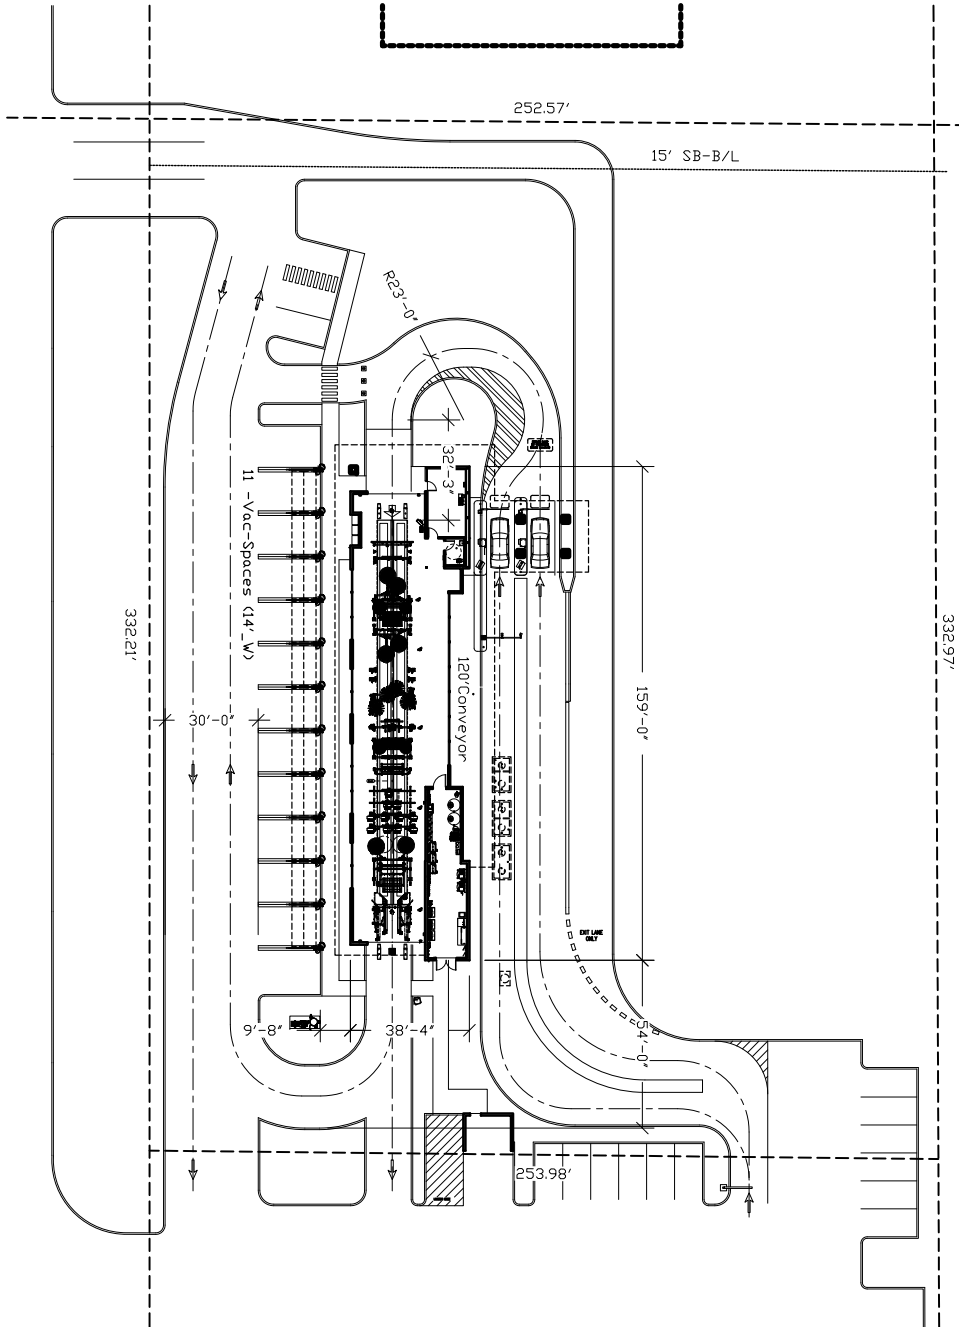 252.57'
15' SB-B/L
R23'-0"
32'-3"
11 -Vac-Spaces (14'_W)
332.21'
332.97'
120'Conveyor
159'-0"
30'-0"
EXIT LANE
ONLY
9'-8"
38'-4"
54'-0"
253.98'